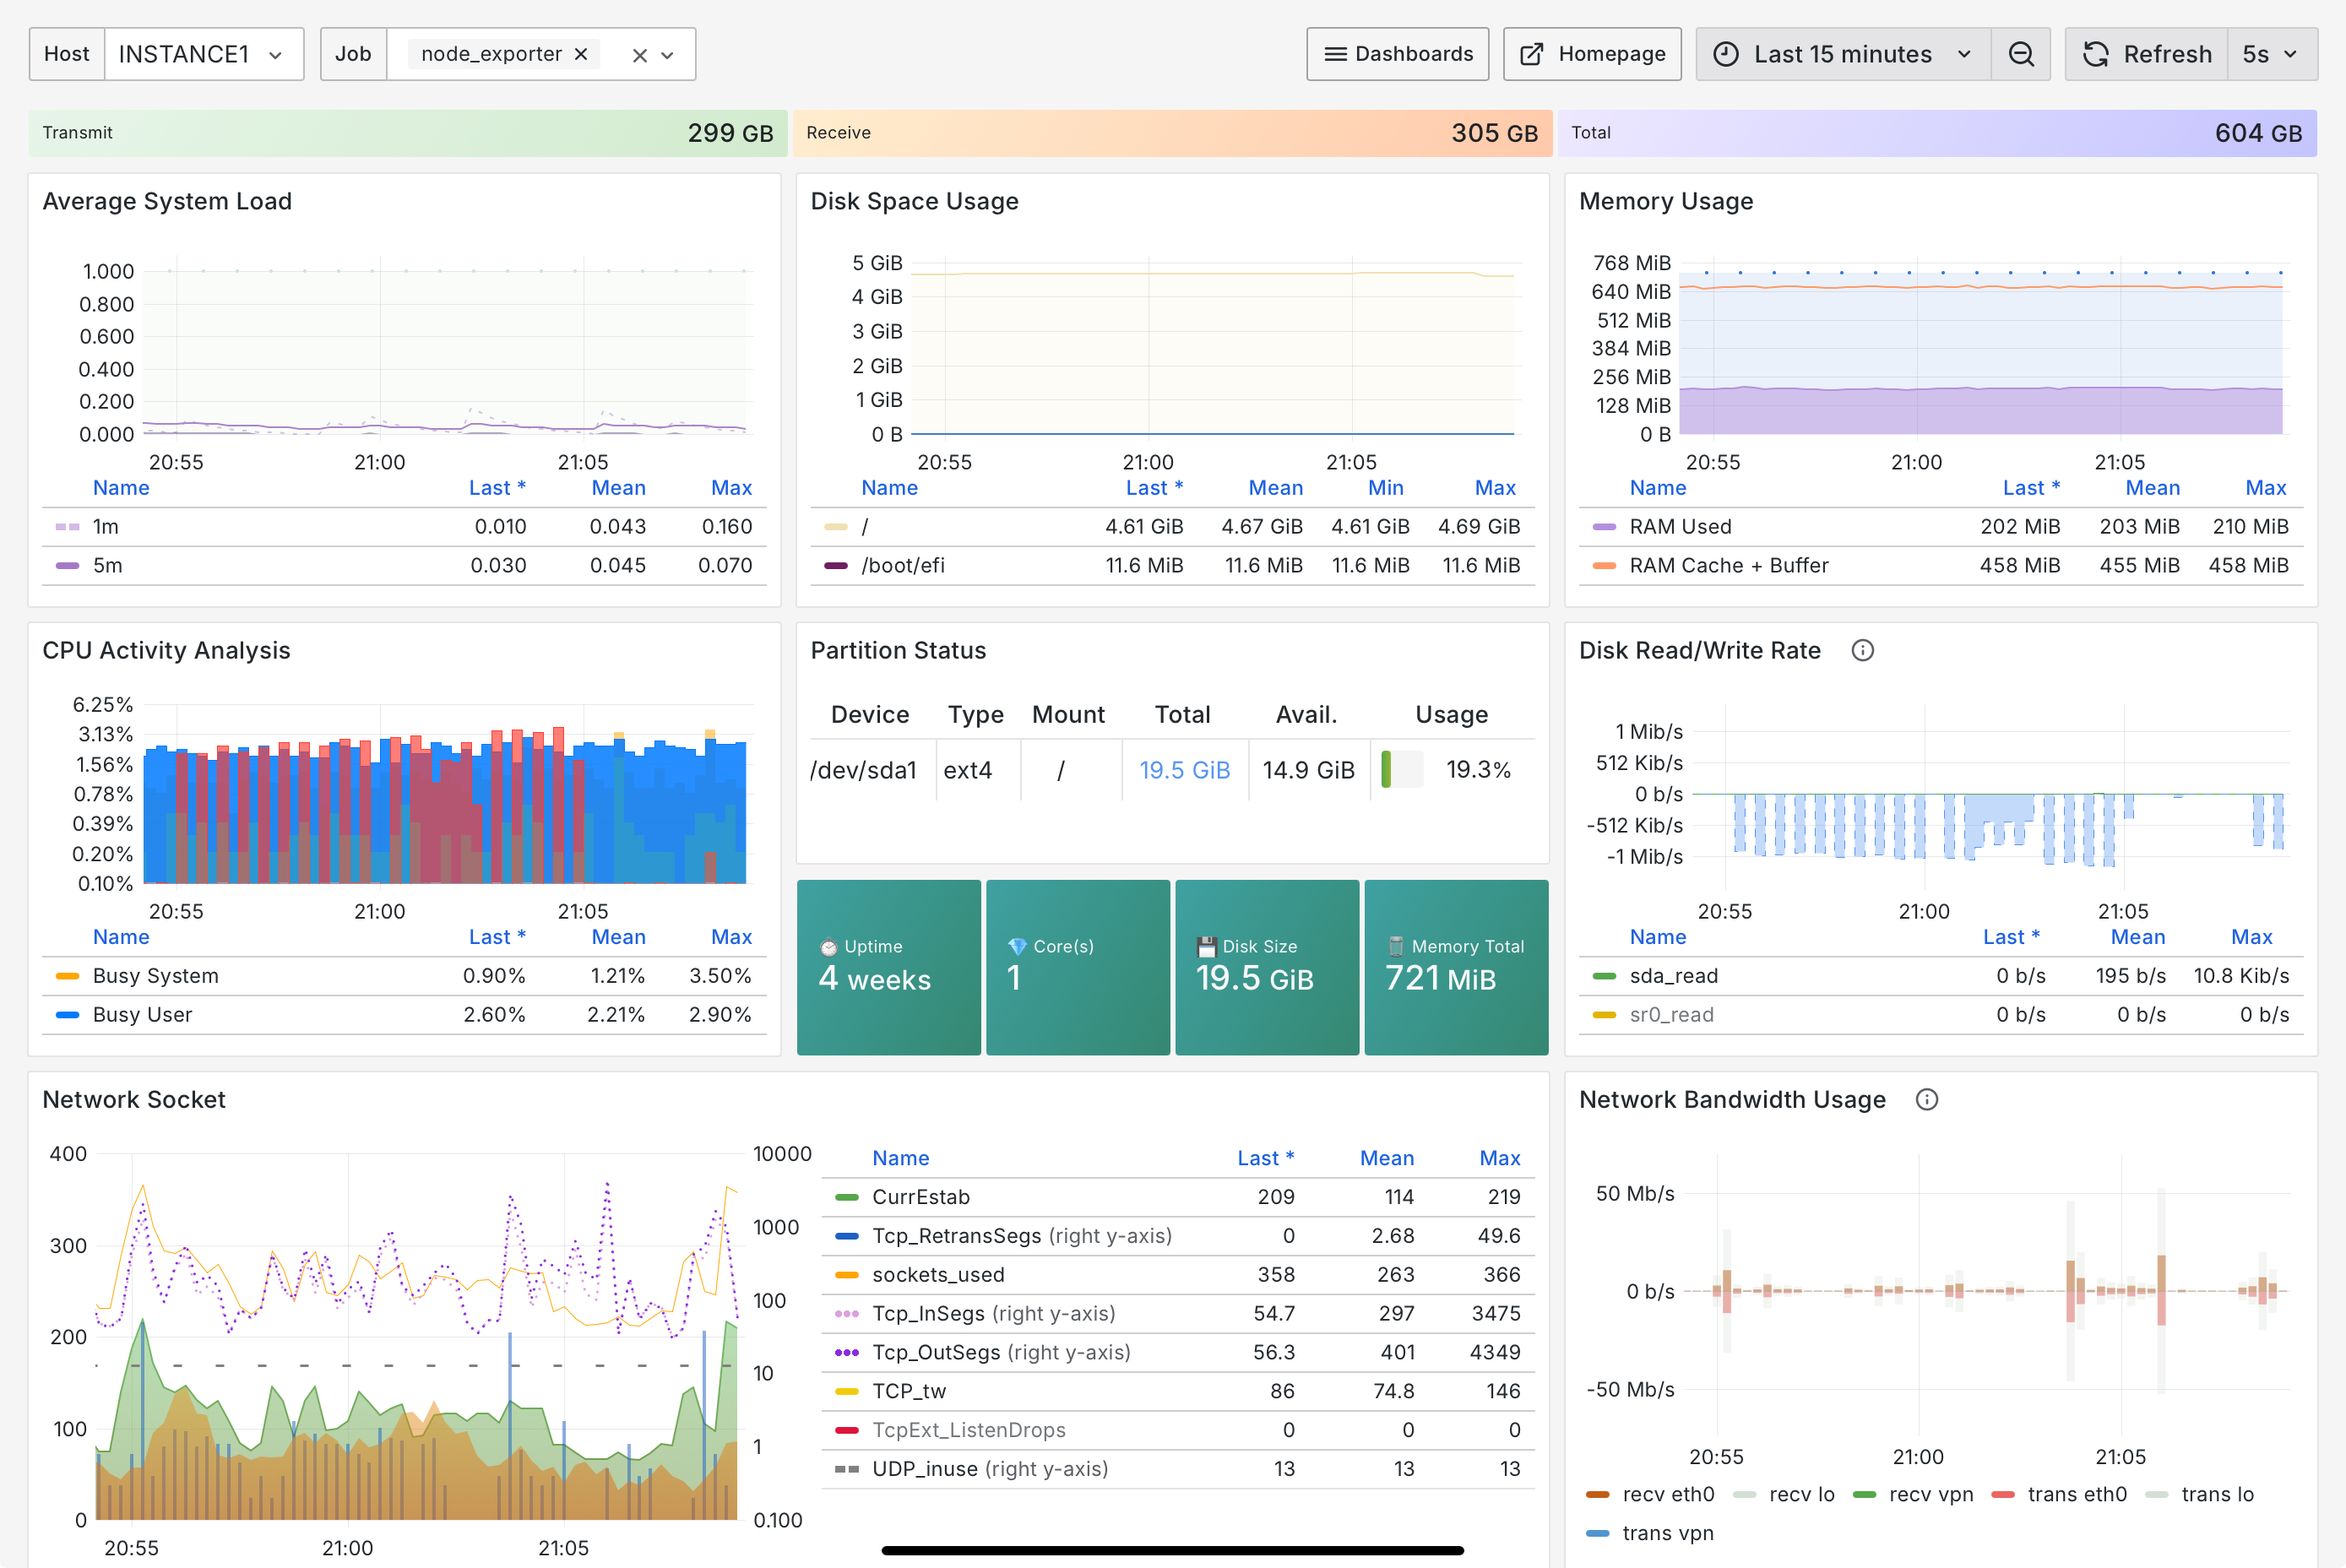 Host INSTANCE1 Job node_exporter Dashboards Homepage Last 15 minutes Refresh 5s
Transmit 299 GB Receive 305 GB Total 604 GB
Average System Load
1.000
0.800
0.600
0.400
0.200
0.000
20:55 21:00 21:05
Name Last * Mean Max
1m 0.010 0.043 0.160
5m 0.030 0.045 0.070
Disk Space Usage
5 GiB
4 GiB
3 GiB
2 GiB
1 GiB
0 B
20:55 21:00 21:05
Name Last * Mean Min Max
/ 4.61 GiB 4.67 GiB 4.61 GiB 4.69 GiB
/boot/efi 11.6 MiB 11.6 MiB 11.6 MiB 11.6 MiB
Memory Usage
768 MiB
640 MiB
512 MiB
384 MiB
256 MiB
128 MiB
0 B
20:55 21:00 21:05
Name Last * Mean Max
RAM Used 202 MiB 203 MiB 210 MiB
RAM Cache + Buffer 458 MiB 455 MiB 458 MiB
CPU Activity Analysis
6.25%
3.13%
1.56%
0.78%
0.39%
0.20%
0.10%
20:55 21:00 21:05
Name Last * Mean Max
Busy System 0.90% 1.21% 3.50%
Busy User 2.60% 2.21% 2.90%
Partition Status
Device Type Mount Total Avail. Usage
/dev/sda1 ext4 / 19.5 GiB 14.9 GiB 19.3%
Uptime
4 weeks
Core(s)
1
Disk Size
19.5 GiB
Memory Total
721 MiB
Disk Read/Write Rate
1 Mib/s
512 Kib/s
0 b/s
-512 Kib/s
-1 Mib/s
20:55 21:00 21:05
Name Last * Mean Max
sda_read 0 b/s 195 b/s 10.8 Kib/s
sr0_read 0 b/s 0 b/s 0 b/s
Network Socket
400
300
200
100
0
10000
1000
100
10
1
0.100
20:55 21:00 21:05
Name Last * Mean Max
CurrEstab 209 114 219
Tcp_RetransSegs (right y-axis) 0 2.68 49.6
sockets_used 358 263 366
Tcp_InSegs (right y-axis) 54.7 297 3475
Tcp_OutSegs (right y-axis) 56.3 401 4349
TCP_tw 86 74.8 146
TcpExt_ListenDrops 0 0 0
UDP_inuse (right y-axis) 13 13 13
Network Bandwidth Usage
50 Mb/s
0 b/s
-50 Mb/s
20:55 21:00 21:05
recv eth0 recv lo recv vpn trans eth0 trans lo
trans vpn